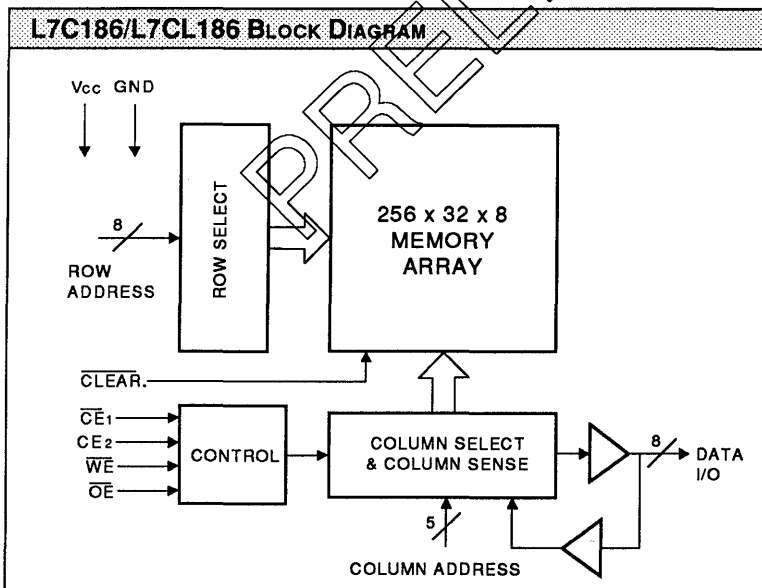 L7C186/L7CL186 BLOCK DIAGRAM
Vcc GND
8
ROW
ADDRESS
ROW SELECT
256 x 32 x 8
MEMORY
ARRAY
CLEAR.
CE1
CE2
WE
OE
CONTROL
COLUMN SELECT
& COLUMN SENSE
8
DATA
I/O
5
COLUMN ADDRESS
PREL